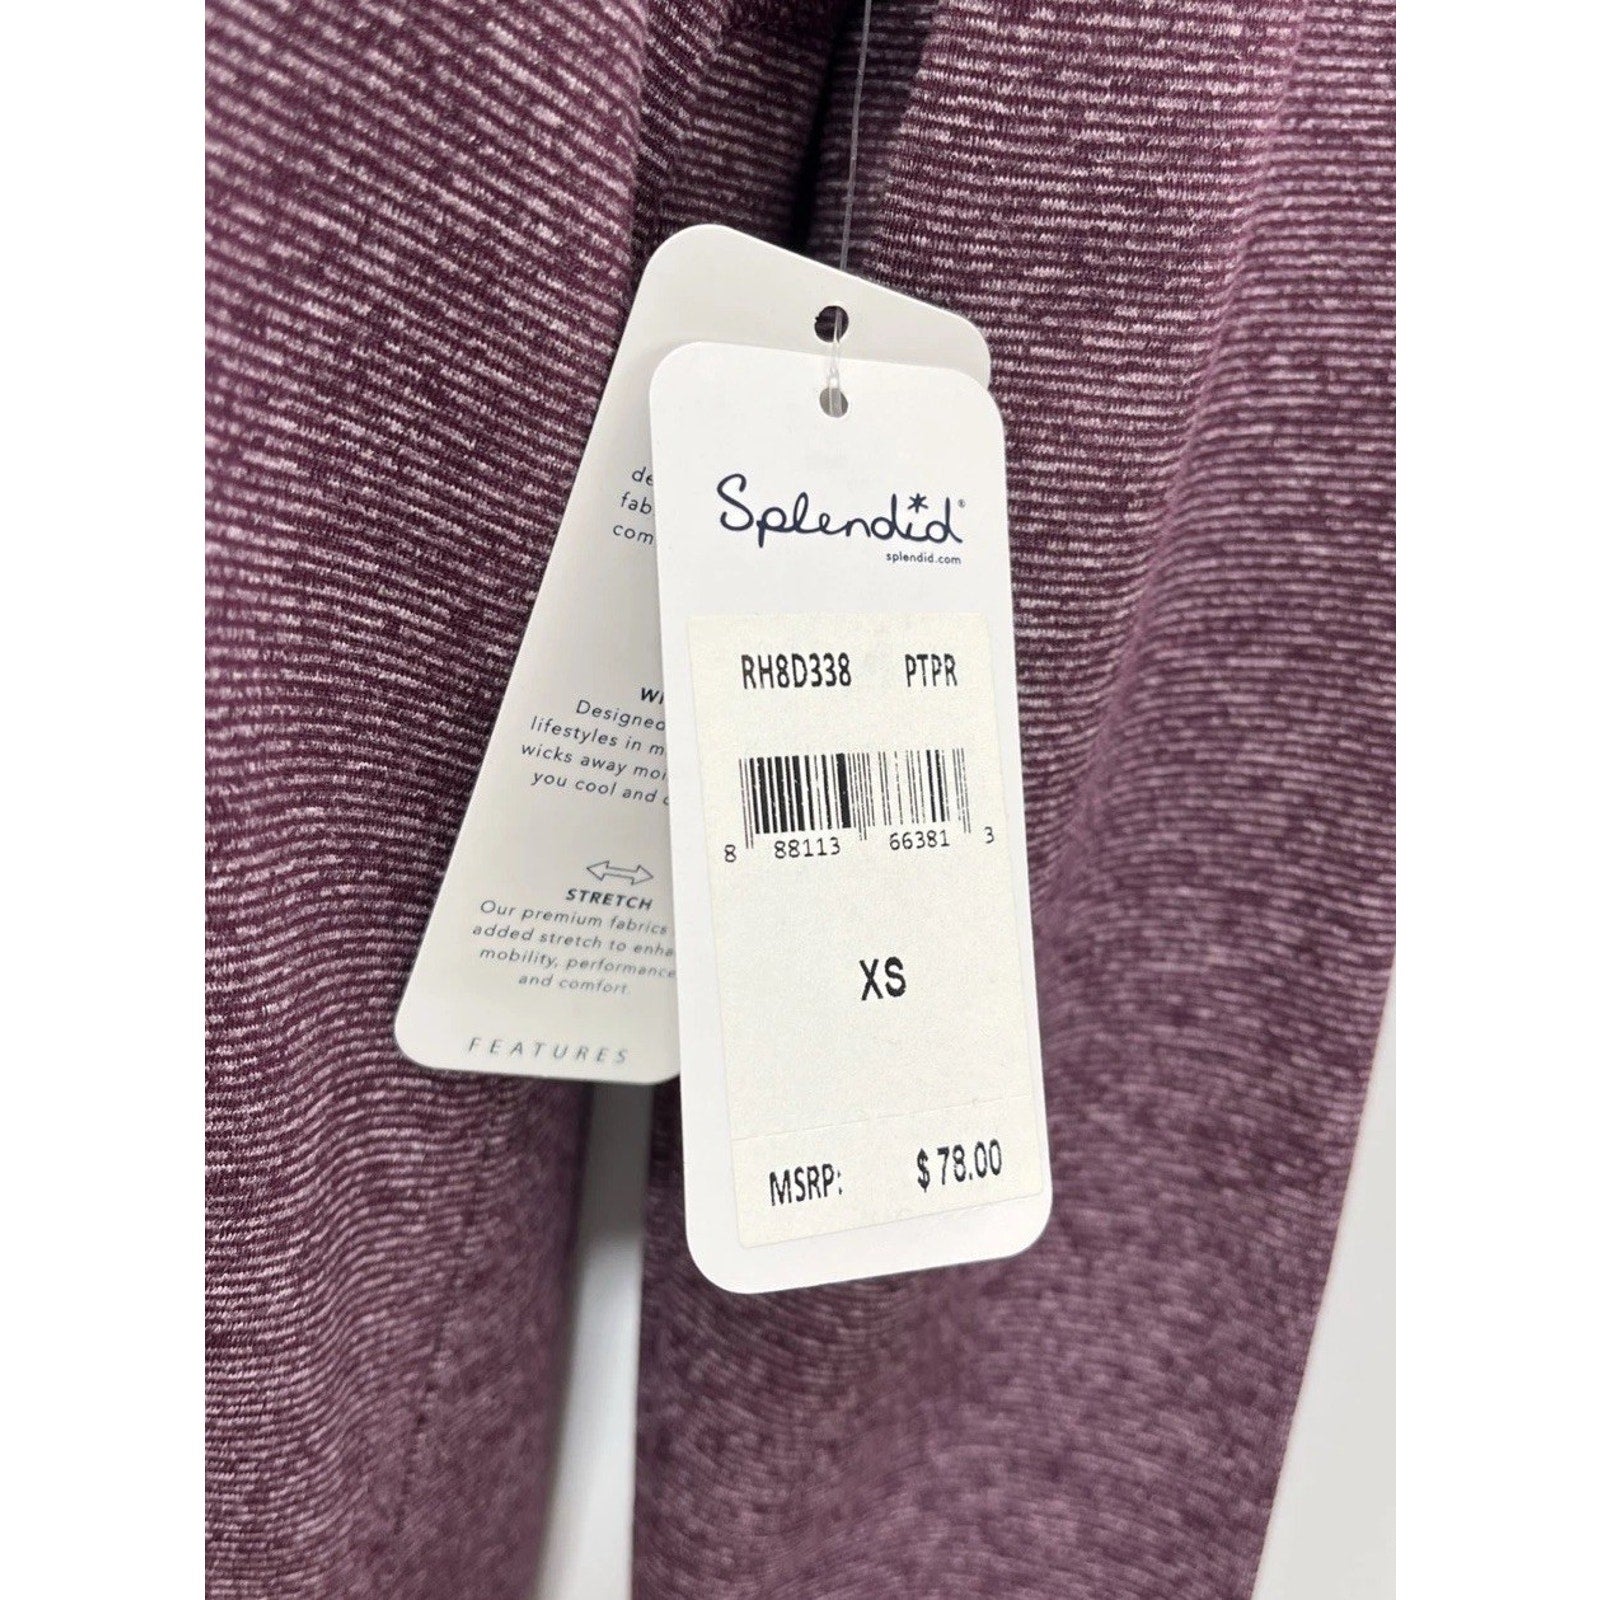 Splendid®
splendid.com
RH8D338 PTPR
8 88113 66381 3
XS
MSRP: $78.00
Designed
lifestyles in
wicks away
you cool and
STRETCH
Our premium fabrics
added stretch to
mobility, performance
and comfort.
FEATURES